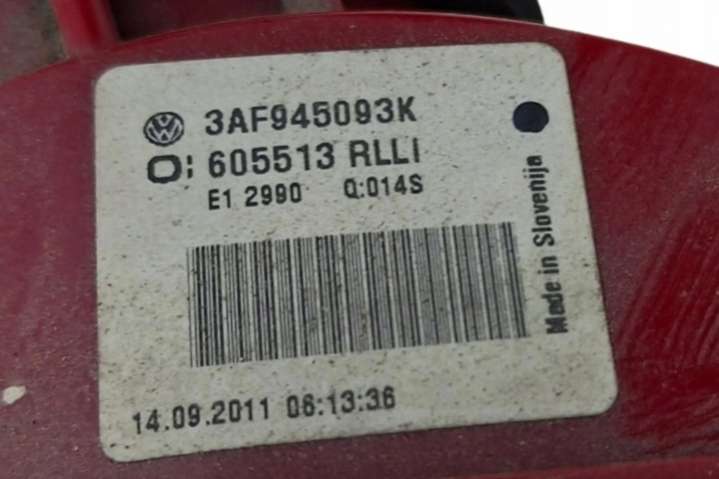 3AF945093K
O: 605513 RLLI
E1 2990 Q:014S
Made in Slovenija
14.09.2011 06:13:36